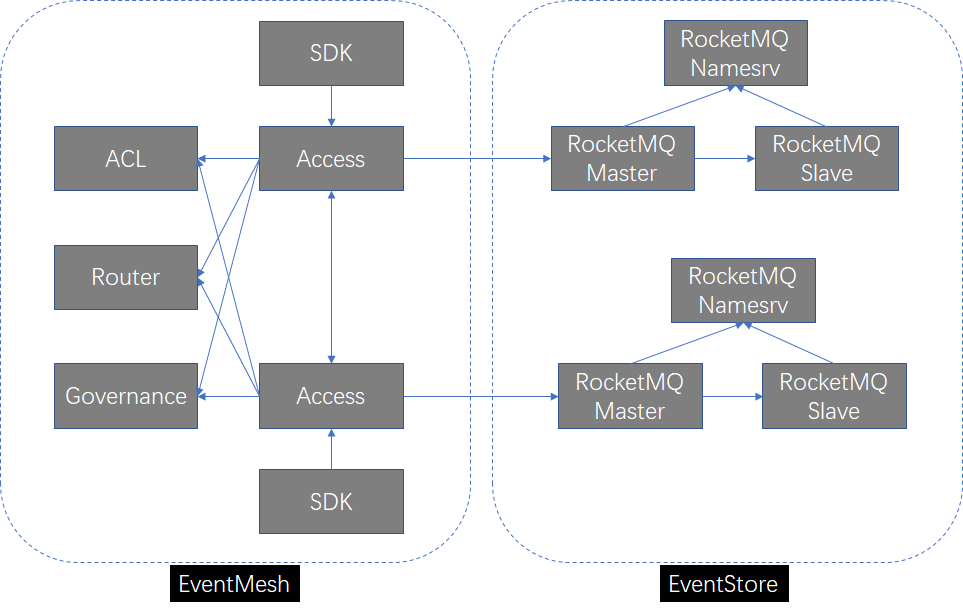 SDK
ACL
Access
Router
Governance
Access
SDK
EventMesh
RocketMQ
Namesrv
RocketMQ
Master
RocketMQ
Slave
RocketMQ
Namesrv
RocketMQ
Master
RocketMQ
Slave
EventStore